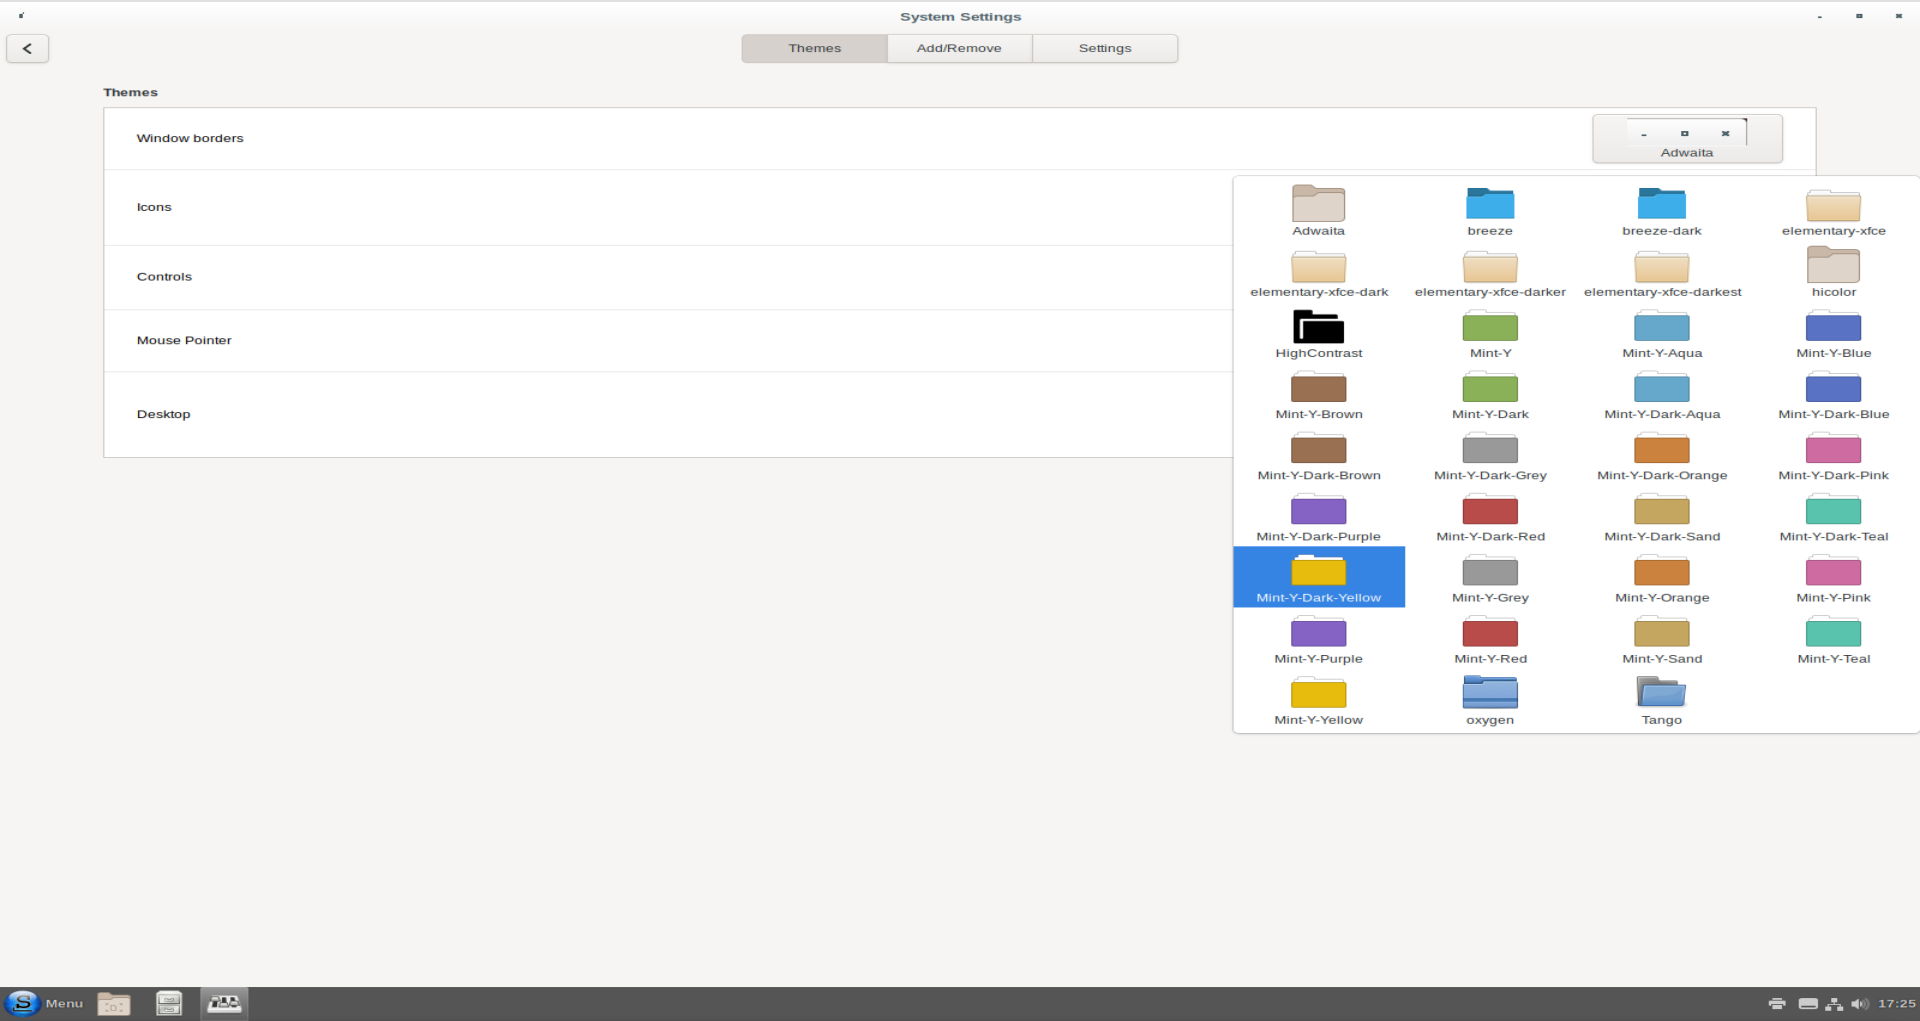 System Settings
Themes Add/Remove Settings
Themes
Window borders
Adwaita
Icons
Controls
Mouse Pointer
Desktop
Adwaita breeze breeze-dark elementary-xfce
elementary-xfce-dark elementary-xfce-darker elementary-xfce-darkest hicolor
HighContrast Mint-Y Mint-Y-Aqua Mint-Y-Blue
Mint-Y-Brown Mint-Y-Dark Mint-Y-Dark-Aqua Mint-Y-Dark-Blue
Mint-Y-Dark-Brown Mint-Y-Dark-Grey Mint-Y-Dark-Orange Mint-Y-Dark-Pink
Mint-Y-Dark-Purple Mint-Y-Dark-Red Mint-Y-Dark-Sand Mint-Y-Dark-Teal
Mint-Y-Dark-Yellow Mint-Y-Grey Mint-Y-Orange Mint-Y-Pink
Mint-Y-Purple Mint-Y-Red Mint-Y-Sand Mint-Y-Teal
Mint-Y-Yellow oxygen Tango
Menu
17:25